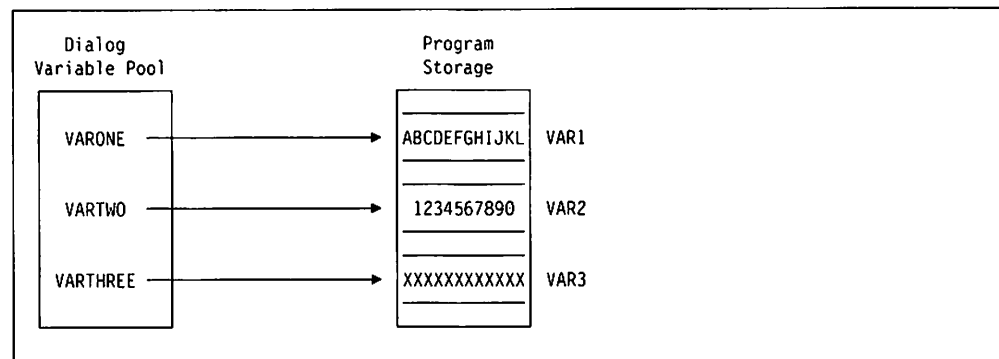 Dialog
Variable Pool
Program
Storage
VARONE
ABCDEFGHIJKL
VAR1
VARTWO
1234567890
VAR2
VARTHREE
XXXXXXXXXXXX
VAR3